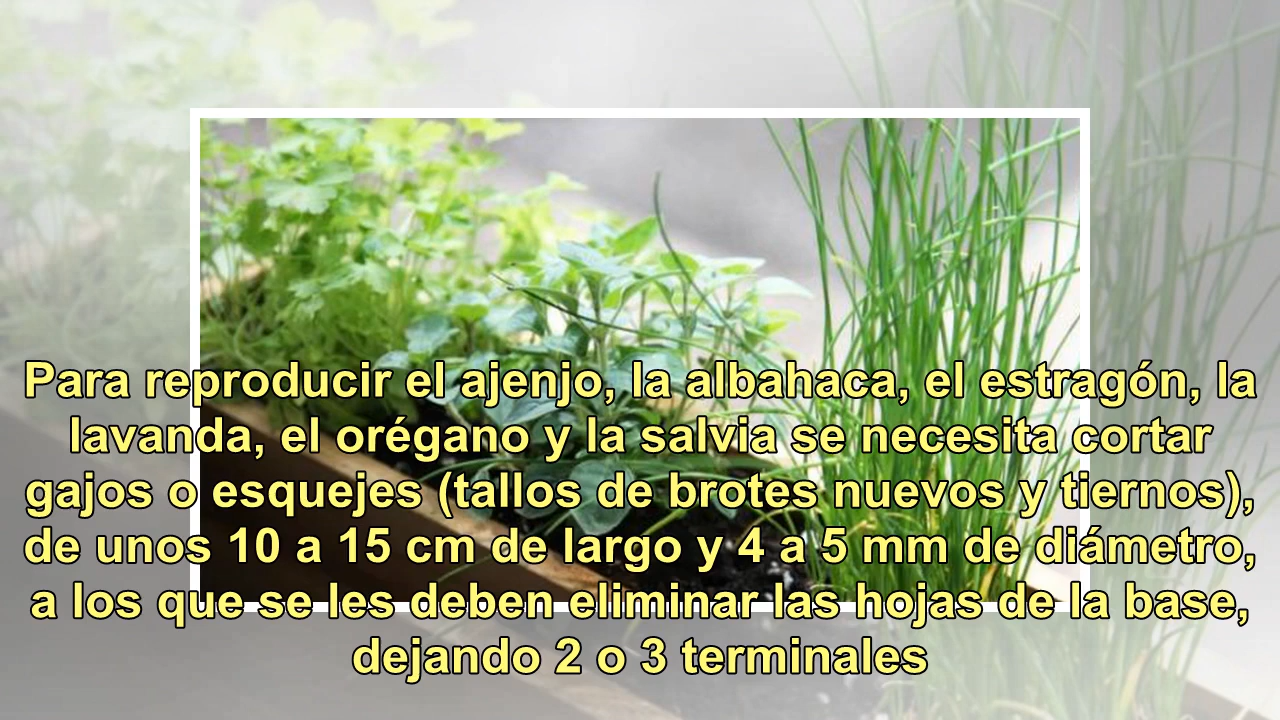 Para reproducir el ajenjo, la albahaca, el estragón, la
lavanda, el orégano y la salvia se necesita cortar
gajos o esquejes (tallos de brotes nuevos y tiernos),
de unos 10 a 15 cm de largo y 4 a 5 mm de diámetro,
a los que se les deben eliminar las hojas de la base,
dejando 2 o 3 terminales